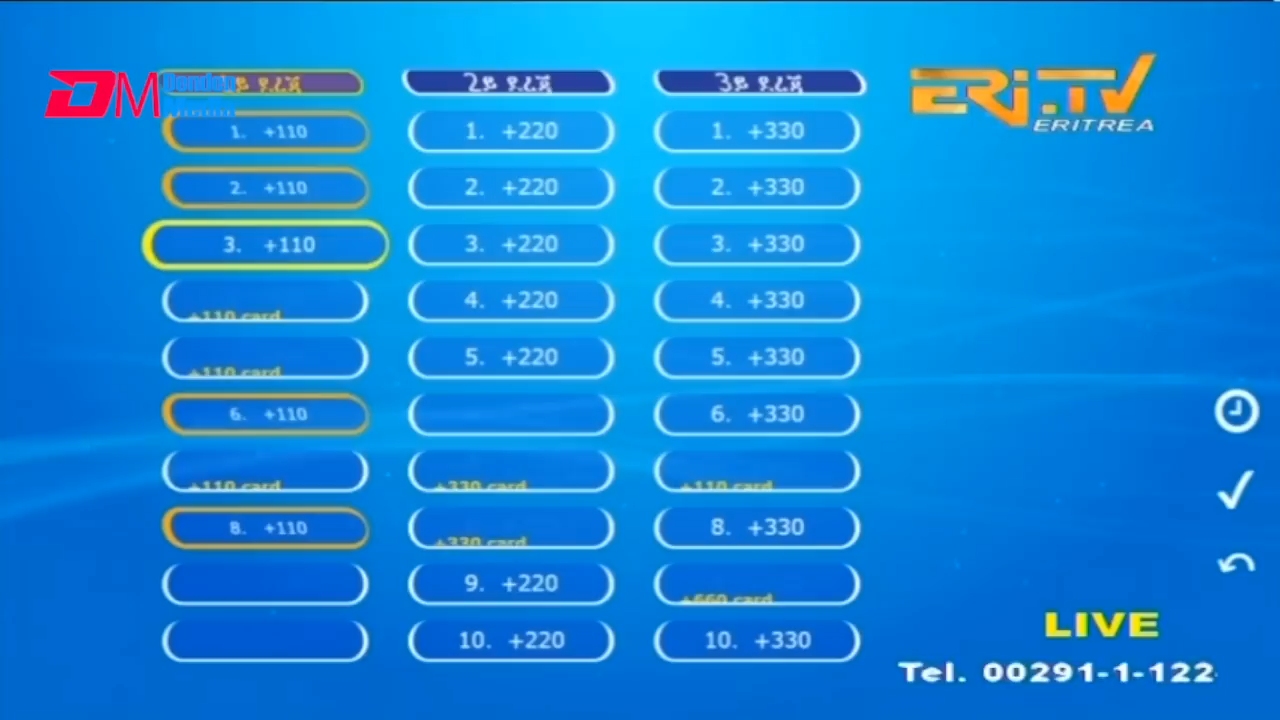 DM
2ይ ደረጃ
3ይ ደረጃ
ERi.TV
ERITREA
1. +110
1. +220
1. +330
2. +110
2. +220
2. +330
3. +110
3. +220
3. +330
+110 card
4. +220
4. +330
+110 card
5. +220
5. +330
6. +110
6. +330
+110 card
+330 card
+110 card
8. +110
+330 card
8. +330
9. +220
+660 card
10. +220
10. +330
LIVE
Tel. 00291-1-122